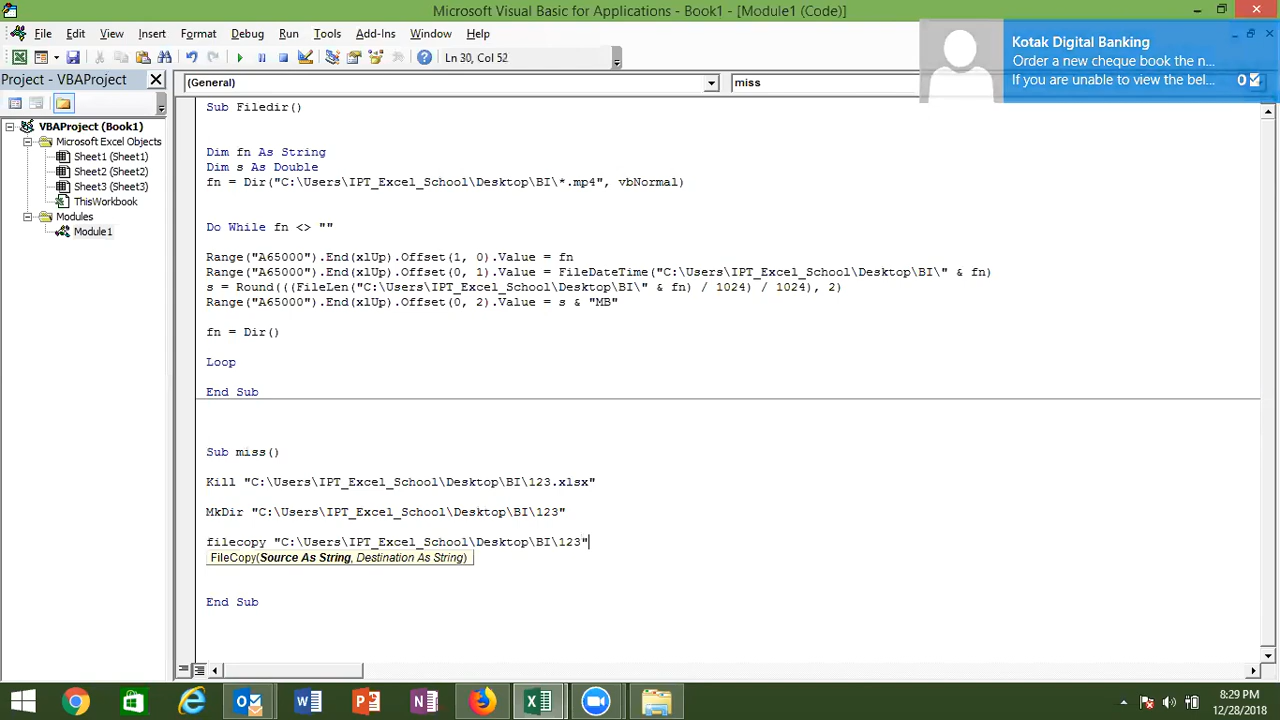 Microsoft Visual Basic for Applications - Book1 - [Module1 (Code)]
File Edit View Insert Format Debug Run Tools Add-Ins Window Help
Ln 30, Col 52
Kotak Digital Banking
Order a new cheque book the n...
If you are unable to view the bel...
0
Project - VBAProject
(General)
miss
VBAProject (Book1)
Microsoft Excel Objects
Sheet1 (Sheet1)
Sheet2 (Sheet2)
Sheet3 (Sheet3)
ThisWorkbook
Modules
Module1
Sub Filedir()
Dim fn As String
Dim s As Double
fn = Dir("C:\Users\IPT_Excel_School\Desktop\BI\*.mp4", vbNormal)
Do While fn <> ""
Range("A65000").End(xlUp).Offset(1, 0).Value = fn
Range("A65000").End(xlUp).Offset(0, 1).Value = FileDateTime("C:\Users\IPT_Excel_School\Desktop\BI\" & fn)
s = Round(((FileLen("C:\Users\IPT_Excel_School\Desktop\BI\" & fn) / 1024) / 1024), 2)
Range("A65000").End(xlUp).Offset(0, 2).Value = s & "MB"
fn = Dir()
Loop
End Sub
Sub miss()
Kill "C:\Users\IPT_Excel_School\Desktop\BI\123.xlsx"
MkDir "C:\Users\IPT_Excel_School\Desktop\BI\123"
filecopy "C:\Users\IPT_Excel_School\Desktop\BI\123"
FileCopy(Source As String, Destination As String)
End Sub
8:29 PM
12/28/2018